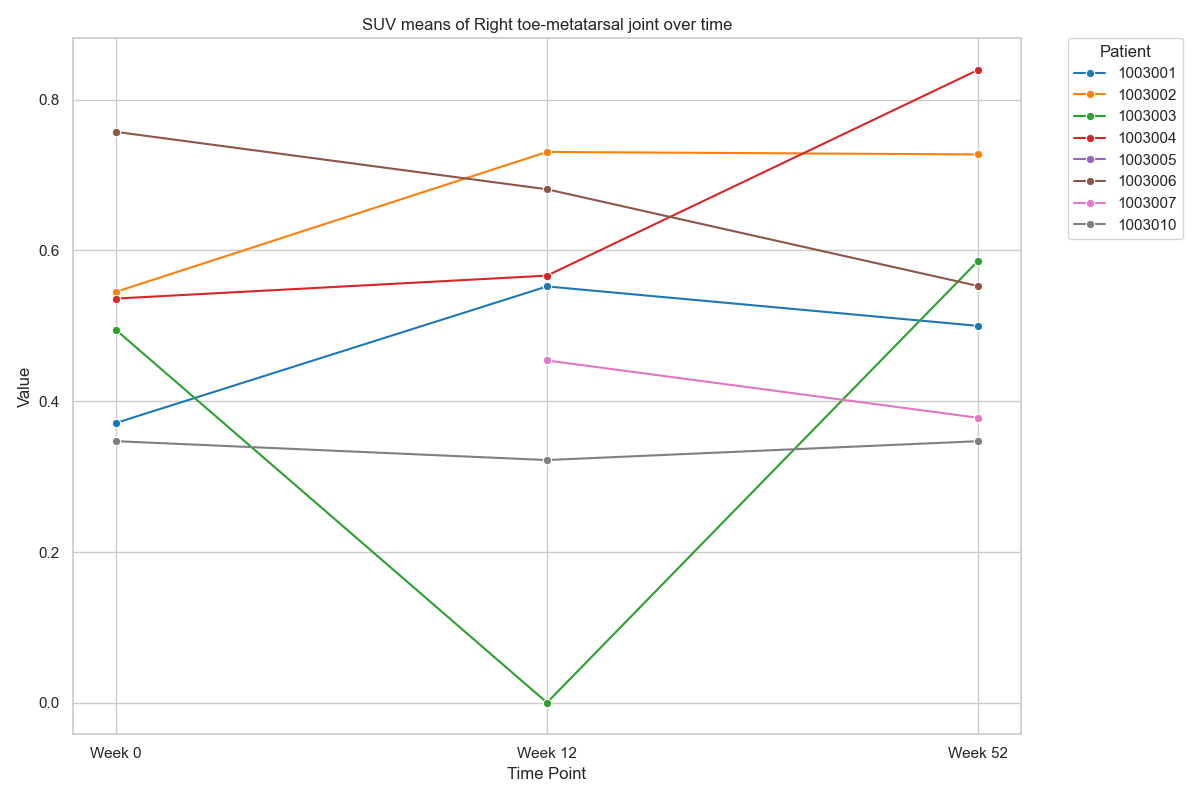 SUV means of Right toe-metatarsal joint over time
Patient
1003001
1003002
1003003
1003004
1003005
1003006
1003007
1003010
Value
0.8
0.6
0.4
0.2
0.0
Week 0
Week 12
Week 52
Time Point